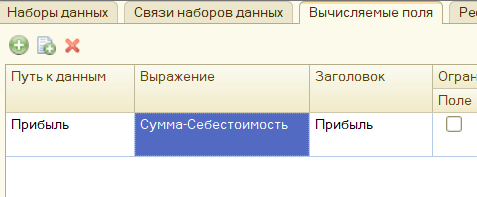 Наборы данных Связи наборов данных Вычисляемые поля Ре
Путь к данным Выражение Заголовок Огран
Поле
Прибыль Сумма-Себестоимость Прибыль